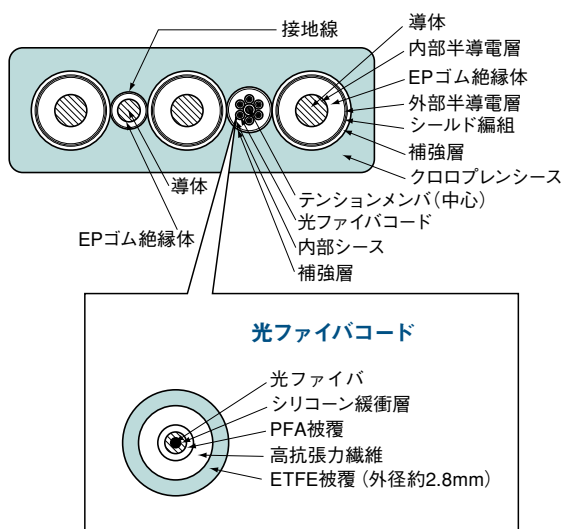 接地線
導体
内部半導電層
EPゴム絶縁体
外部半導電層
シールド編組
補強層
クロロプレンシース
導体
EPゴム絶縁体
テンションメンバ（中心）
光ファイバコード
内部シース
補強層
光ファイバコード
光ファイバ
シリコーン緩衝層
PFA被覆
高抗張力繊維
ETFE被覆（外径約2.8mm）